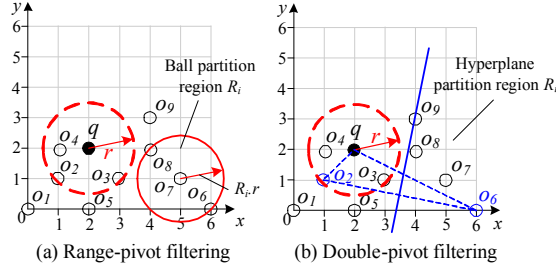 y
6
5
4
3
2
1
0
1
2
3
4
5
6
x
Ball partition
region Ri
q
r
Ri.r
o1
o2
o3
o4
o5
o6
o7
o8
o9
(a) Range-pivot filtering
y
6
5
4
3
2
1
0
1
2
3
4
5
6
x
Hyperplane
partition region Ri
q
r
o1
o2
o3
o4
o5
o6
o7
o8
o9
(b) Double-pivot filtering